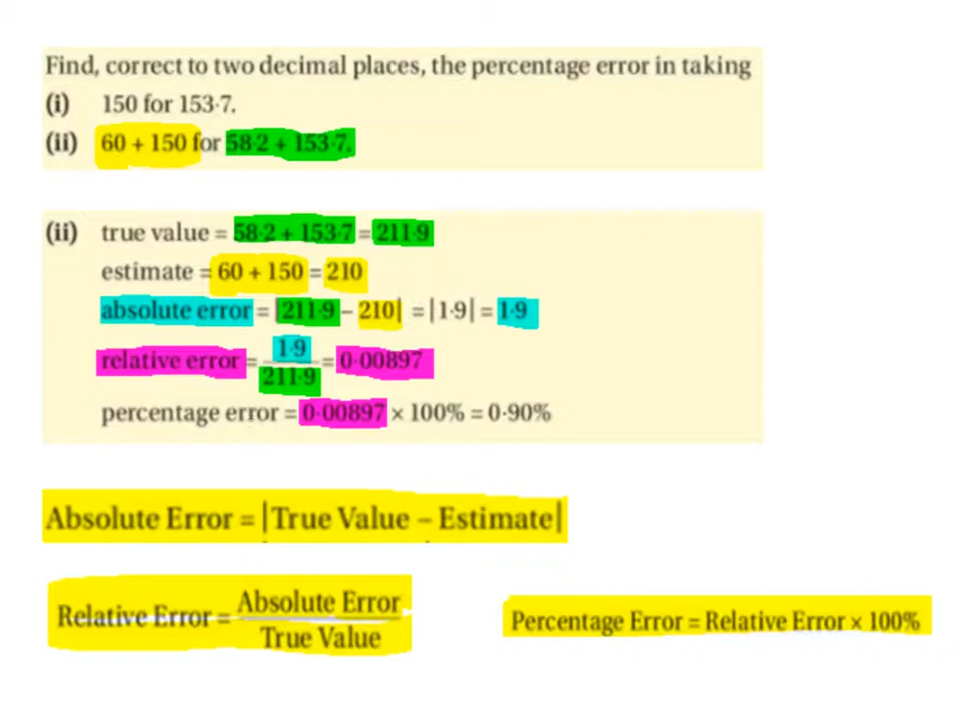 Find, correct to two decimal places, the percentage error in taking
(i) 150 for 153·7.
(ii) 60 + 150 for 58·2 + 153·7.
(ii) true value = 58·2 + 153·7 = 211·9
estimate = 60 + 150 = 210
absolute error = |211·9 – 210| = |1·9| = 1·9
relative error = 1·9 / 211·9 = 0·00897
percentage error = 0·00897 × 100% = 0·90%
Absolute Error = |True Value – Estimate|
Relative Error = Absolute Error / True Value
Percentage Error = Relative Error × 100%